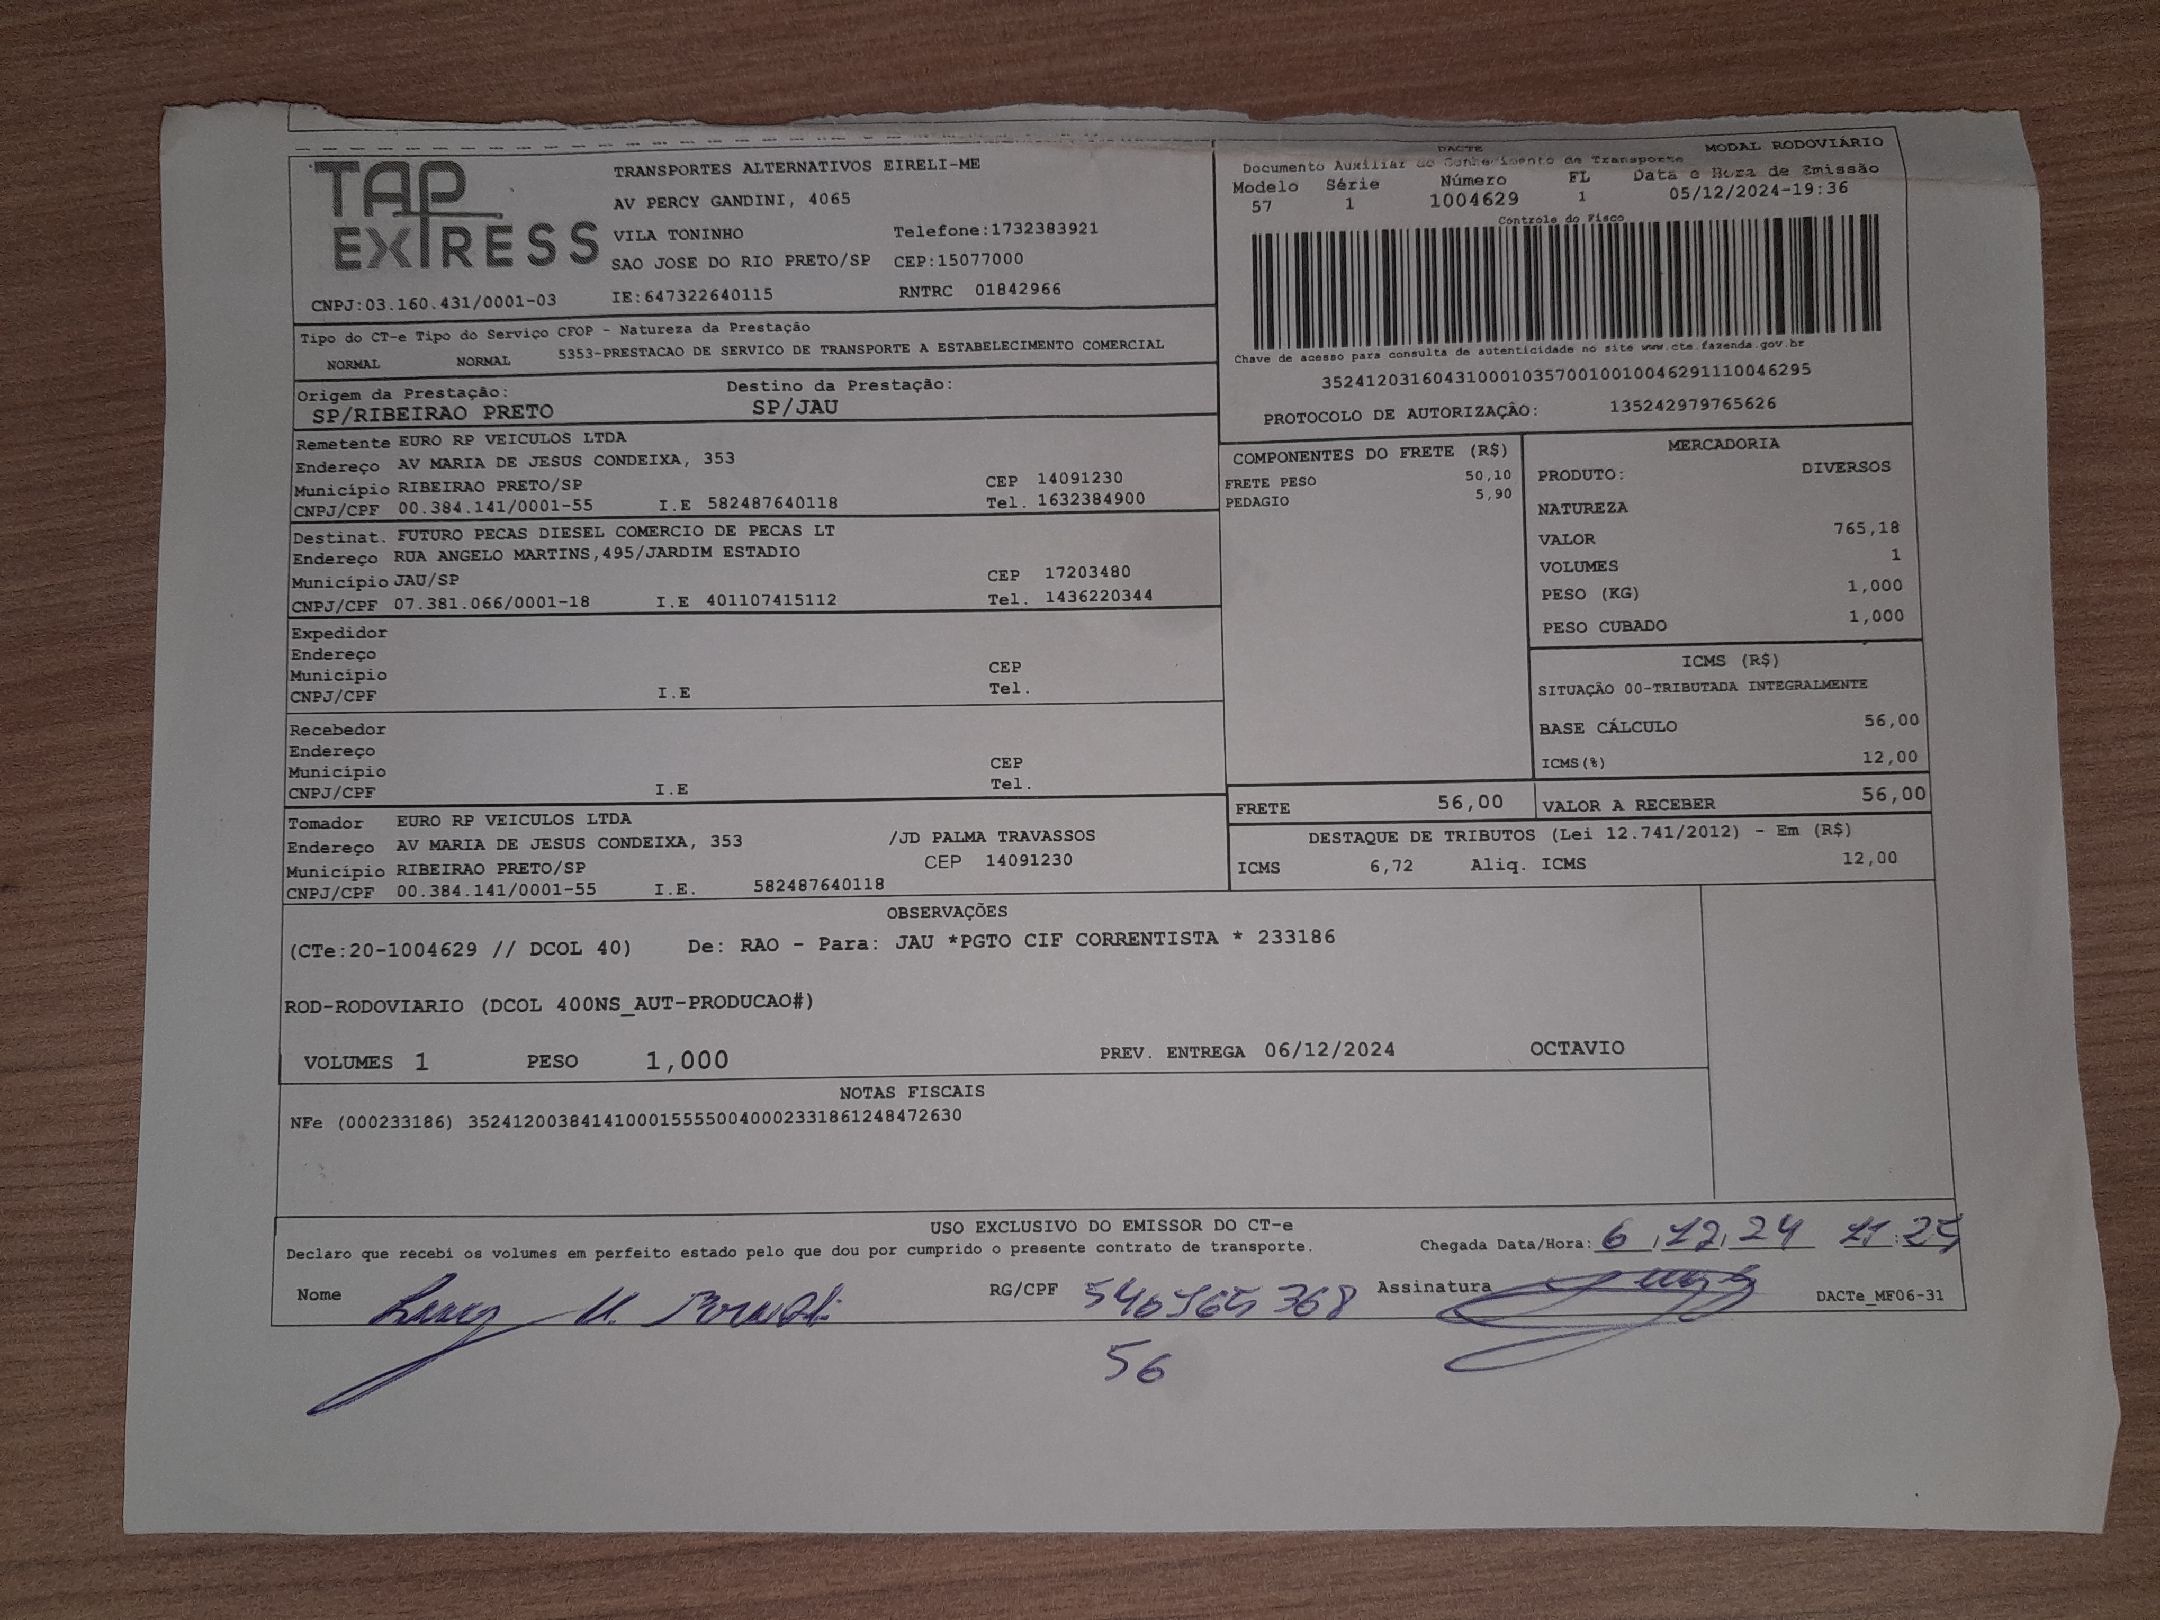 TAP EXPRESS
TRANSPORTES ALTERNATIVOS EIRELI-ME
AV PERCY GANDINI, 4065
VILA TONINHO Telefone:1732383921
SAO JOSE DO RIO PRETO/SP CEP:15077000
CNPJ:03.160.431/0001-03 IE:647322640115 RNTRC 01842966
DACTE MODAL RODOVIÁRIO
Documento Auxiliar de Conhecimento de Transporte
Modelo Série Número FL Data e Hora de Emissão
57 1 1004629 1 05/12/2024-19:36
Controle do Fisco
Chave de acesso para consulta de autenticidade no site www.cte.fazenda.gov.br
35241203160431000103570010010046291110046295
PROTOCOLO DE AUTORIZAÇÃO: 135242979765626
Tipo do CT-e Tipo do Serviço CFOP - Natureza da Prestação
NORMAL NORMAL 5353-PRESTACAO DE SERVICO DE TRANSPORTE A ESTABELECIMENTO COMERCIAL
Origem da Prestação: Destino da Prestação:
SP/RIBEIRAO PRETO SP/JAU
Remetente EURO RP VEICULOS LTDA
Endereço AV MARIA DE JESUS CONDEIXA, 353
Município RIBEIRAO PRETO/SP CEP 14091230
CNPJ/CPF 00.384.141/0001-55 I.E 582487640118 Tel. 1632384900
Destinat. FUTURO PECAS DIESEL COMERCIO DE PECAS LT
Endereço RUA ANGELO MARTINS,495/JARDIM ESTADIO
Município JAU/SP CEP 17203480
CNPJ/CPF 07.381.066/0001-18 I.E 401107415112 Tel. 1436220344
Expedidor
Endereço
Município CEP
CNPJ/CPF I.E Tel.
Recebedor
Endereço
Município CEP
CNPJ/CPF I.E Tel.
Tomador EURO RP VEICULOS LTDA
Endereço AV MARIA DE JESUS CONDEIXA, 353 /JD PALMA TRAVASSOS
Município RIBEIRAO PRETO/SP CEP 14091230
CNPJ/CPF 00.384.141/0001-55 I.E. 582487640118
COMPONENTES DO FRETE (R$)
FRETE PESO 50,10
PEDAGIO 5,90
MERCADORIA
PRODUTO: DIVERSOS
NATUREZA
VALOR 765,18
VOLUMES 1
PESO (KG) 1,000
PESO CUBADO 1,000
ICMS (R$)
SITUAÇÃO 00-TRIBUTADA INTEGRALMENTE
BASE CÁLCULO 56,00
ICMS(%) 12,00
FRETE 56,00 VALOR A RECEBER 56,00
DESTAQUE DE TRIBUTOS (Lei 12.741/2012) - Em (R$)
ICMS 6,72 Aliq. ICMS 12,00
OBSERVAÇÕES
(CTe:20-1004629 // DCOL 40) De: RAO - Para: JAU *PGTO CIF CORRENTISTA * 233186
ROD-RODOVIARIO (DCOL 400NS_AUT-PRODUCAO#)
VOLUMES 1 PESO 1,000 PREV. ENTREGA 06/12/2024 OCTAVIO
NOTAS FISCAIS
NFe (000233186) 35241200384141000155550040002331861248472630
USO EXCLUSIVO DO EMISSOR DO CT-e
Declaro que recebi os volumes em perfeito estado pelo que dou por cumprido o presente contrato de transporte. Chegada Data/Hora: 6.12.24 11:25
Nome RG/CPF 546 565 368 Assinatura DACTe_MF06-31
56